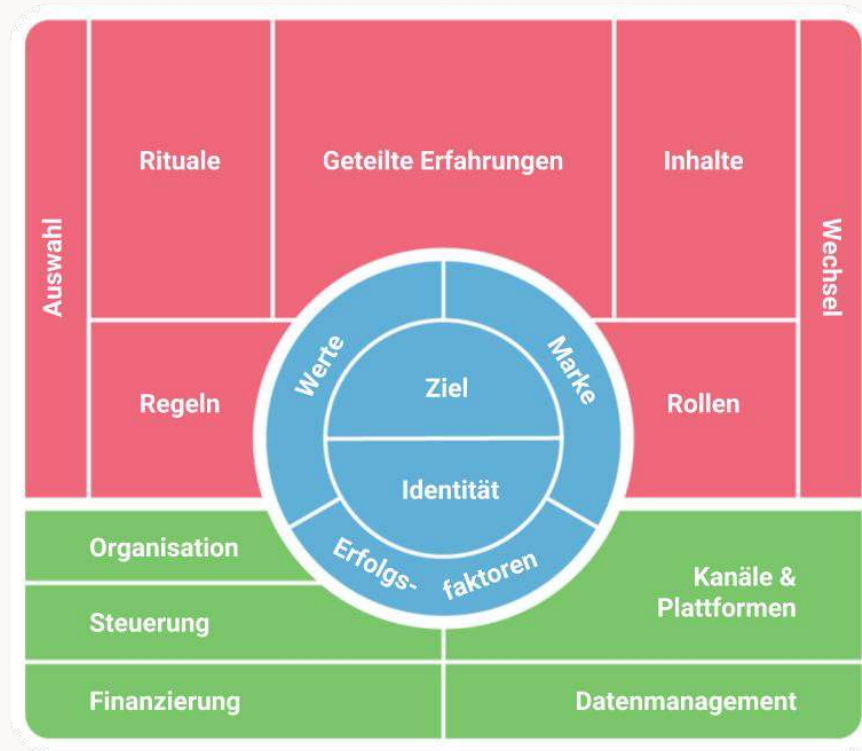 Auswahl
Rituale
Geteilte Erfahrungen
Inhalte
Wechsel
Regeln
Rollen
Werte
Marke
Ziel
Identität
Erfolgs-
faktoren
Organisation
Steuerung
Finanzierung
Kanäle &
Plattformen
Datenmanagement